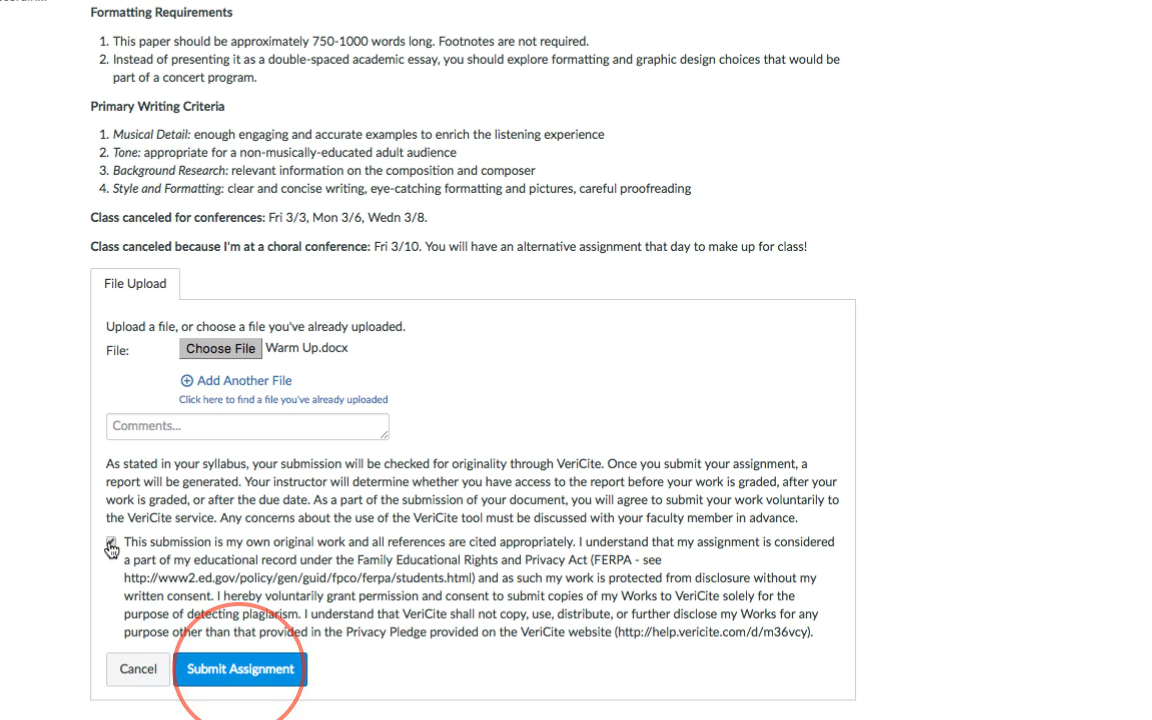 Formatting Requirements
1. This paper should be approximately 750-1000 words long. Footnotes are not required.
2. Instead of presenting it as a double-spaced academic essay, you should explore formatting and graphic design choices that would be
part of a concert program.
Primary Writing Criteria
1. Musical Detail: enough engaging and accurate examples to enrich the listening experience
2. Tone: appropriate for a non-musically-educated adult audience
3. Background Research: relevant information on the composition and composer
4. Style and Formatting: clear and concise writing, eye-catching formatting and pictures, careful proofreading
Class canceled for conferences: Fri 3/3, Mon 3/6, Wedn 3/8.
Class canceled because I'm at a choral conference: Fri 3/10. You will have an alternative assignment that day to make up for class!
File Upload
Upload a file, or choose a file you've already uploaded.
File: Choose File Warm Up.docx
Add Another File
Click here to find a file you've already uploaded
Comments...
As stated in your syllabus, your submission will be checked for originality through VeriCite. Once you submit your assignment, a
report will be generated. Your instructor will determine whether you have access to the report before your work is graded, after your
work is graded, or after the due date. As a part of the submission of your document, you will agree to submit your work voluntarily to
the VeriCite service. Any concerns about the use of the VeriCite tool must be discussed with your faculty member in advance.
This submission is my own original work and all references are cited appropriately. I understand that my assignment is considered
a part of my educational record under the Family Educational Rights and Privacy Act (FERPA - see
http://www2.ed.gov/policy/gen/guid/fpco/ferpa/students.html) and as such my work is protected from disclosure without my
written consent. I hereby voluntarily grant permission and consent to submit copies of my Works to VeriCite solely for the
purpose of detecting plagiarism. I understand that VeriCite shall not copy, use, distribute, or further disclose my Works for any
purpose other than that provided in the Privacy Pledge provided on the VeriCite website (http://help.vericite.com/d/m36vcy).
Cancel Submit Assignment